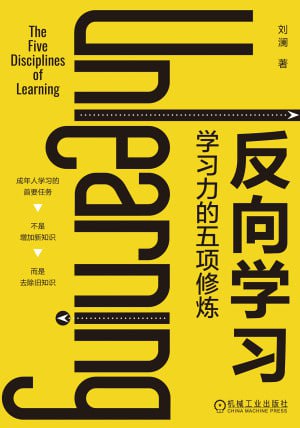 The
Five
Disciplines
of
Learning
Unlearning
刘澜 著
反向学习
学习力的五项修炼
成年人学习的
首要任务
不是
增加新知识
而是
去除旧知识
机械工业出版社
CHINA MACHINE PRESS